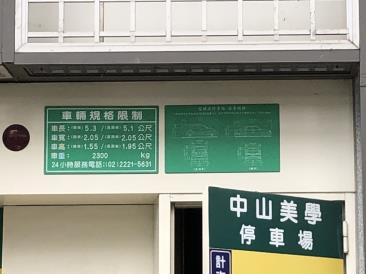 車輛規格限制
車長：(轎車) 5.3 /(休旅車) 5.1 公尺
車寬：(轎車) 2.05 /(休旅車) 2.05 公尺
車高：(轎車) 1.55 /(休旅車) 1.95 公尺
車重： 2300 kg
24小時服務電話：(02)2221-5631
中山美學
停車場
計